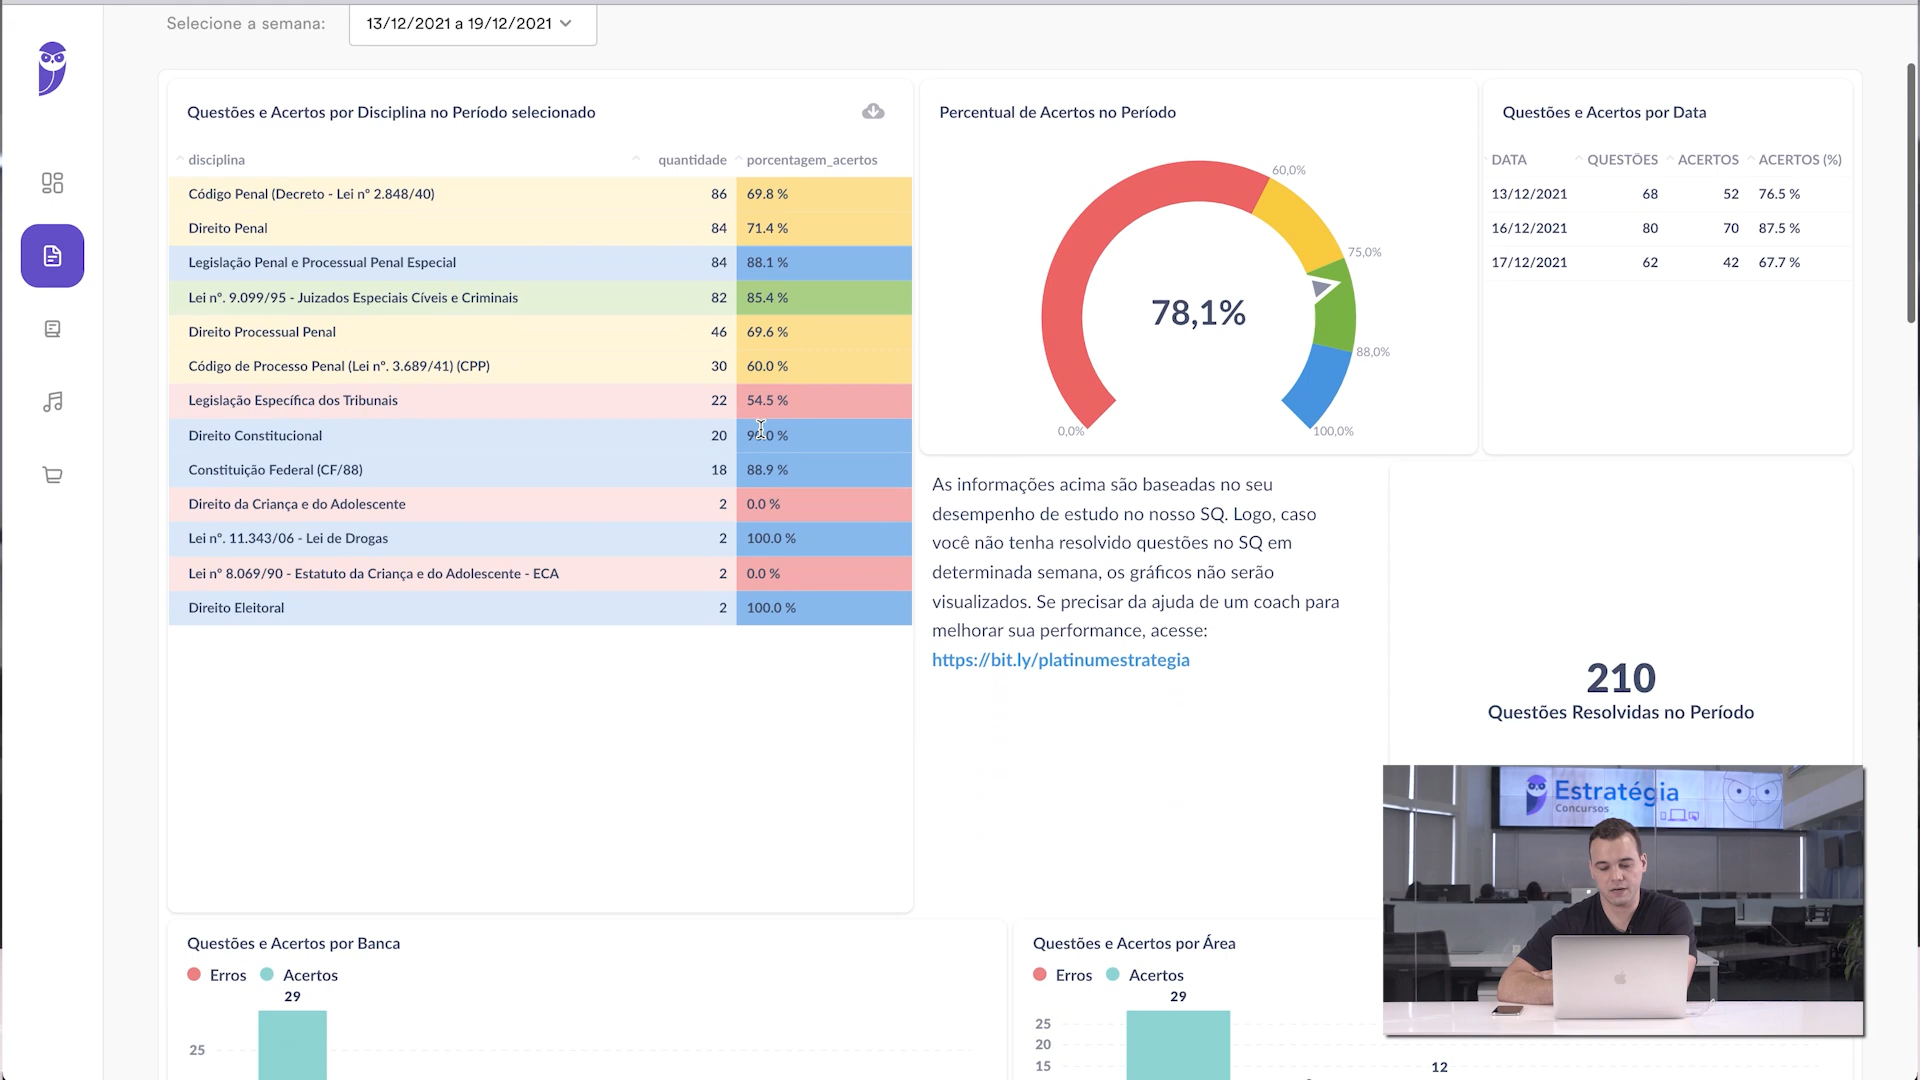 Selecione a semana: 13/12/2021 a 19/12/2021
Questões e Acertos por Disciplina no Período selecionado
disciplina quantidade porcentagem_acertos
Código Penal (Decreto - Lei nº 2.848/40) 86 69.8 %
Direito Penal 84 71.4 %
Legislação Penal e Processual Penal Especial 84 88.1 %
Lei nº. 9.099/95 - Juizados Especiais Cíveis e Criminais 82 85.4 %
Direito Processual Penal 46 69.6 %
Código de Processo Penal (Lei nº. 3.689/41) (CPP) 30 60.0 %
Legislação Específica dos Tribunais 22 54.5 %
Direito Constitucional 20 90.0 %
Constituição Federal (CF/88) 18 88.9 %
Direito da Criança e do Adolescente 2 0.0 %
Lei nº. 11.343/06 - Lei de Drogas 2 100.0 %
Lei nº 8.069/90 - Estatuto da Criança e do Adolescente - ECA 2 0.0 %
Direito Eleitoral 2 100.0 %
Percentual de Acertos no Período
60,0%
75,0%
78,1%
88,0%
0,0%
100,0%
Questões e Acertos por Data
DATA QUESTÕES ACERTOS ACERTOS (%)
13/12/2021 68 52 76.5 %
16/12/2021 80 70 87.5 %
17/12/2021 62 42 67.7 %
As informações acima são baseadas no seu
desempenho de estudo no nosso SQ. Logo, caso
você não tenha resolvido questões no SQ em
determinada semana, os gráficos não serão
visualizados. Se precisar da ajuda de um coach para
melhorar sua performance, acesse:
https://bit.ly/platinumestrategia
210
Questões Resolvidas no Período
Estratégia
Concursos
Questões e Acertos por Banca
Erros Acertos
29
25
Questões e Acertos por Área
Erros Acertos
29
25
20
15
12